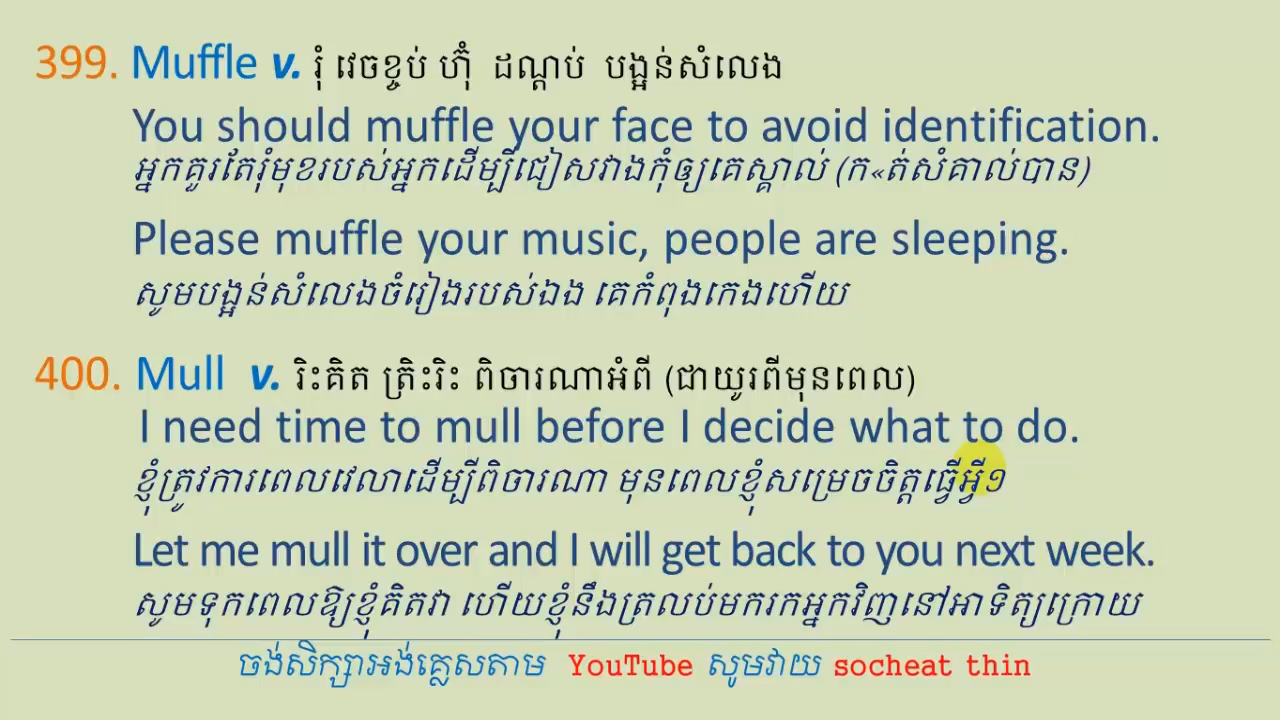 399. Muffle v. រុំ វេចខ្ចប់ ហ៊ុំ ដណ្តប់ បង្អន់សំលេង
You should muffle your face to avoid identification.
អ្នកគួរតែរុំមុខរបស់អ្នកដើម្បីជៀសវាងកុំឲ្យគេស្គាល់ (ក«ត់សំគាល់បាន)
Please muffle your music, people are sleeping.
សូមបង្អន់សំលេងចំរៀងរបស់ឯង គេកំពុងកេងហើយ
400. Mull v. រិះគិត ត្រិះរិះ ពិចារណាអំពី (ជាយូរពីមុនពេល)
I need time to mull before I decide what to do.
ខ្ញុំត្រូវការពេលវេលាដើម្បីពិចារណា មុនពេលខ្ញុំសម្រេចចិត្តធ្វើអ្វី១
Let me mull it over and I will get back to you next week.
សូមទុកពេលឱ្យខ្ញុំគិតវា ហើយខ្ញុំនឹងត្រលប់មករកអ្នកវិញនៅអាទិត្យក្រោយ
ចង់សិក្សាអង់គ្លេសតាម YouTube សូមវាយ socheat thin